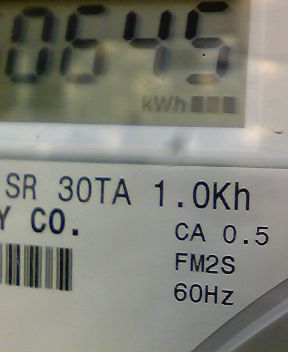 0645
kWh
SR 30TA 1.0Kh
Y CO.
CA 0.5
FM2S
60Hz